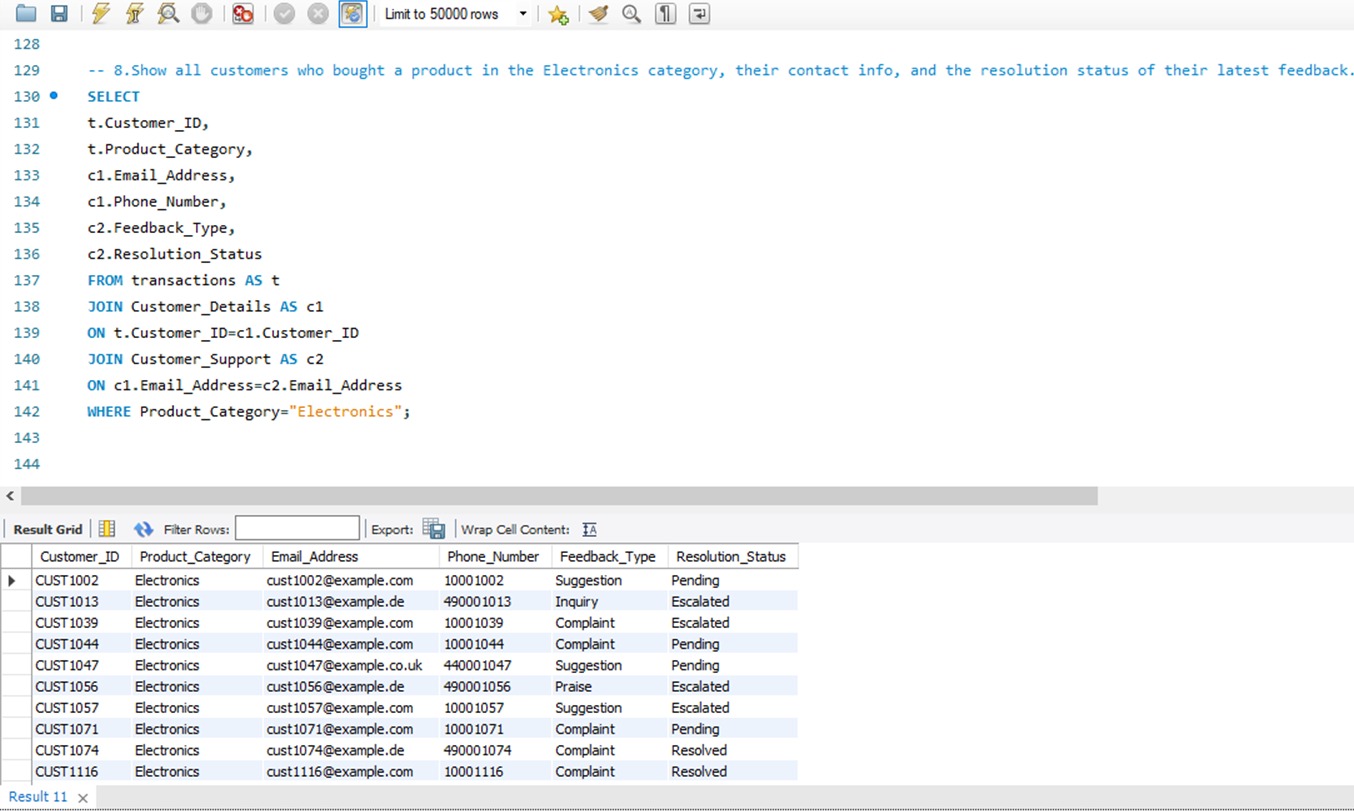 Limit to 50000 rows
128
129 -- 8.Show all customers who bought a product in the Electronics category, their contact info, and the resolution status of their latest feedback.
130 SELECT
131 t.Customer_ID,
132 t.Product_Category,
133 c1.Email_Address,
134 c1.Phone_Number,
135 c2.Feedback_Type,
136 c2.Resolution_Status
137 FROM transactions AS t
138 JOIN Customer_Details AS c1
139 ON t.Customer_ID=c1.Customer_ID
140 JOIN Customer_Support AS c2
141 ON c1.Email_Address=c2.Email_Address
142 WHERE Product_Category="Electronics";
143
144
Result Grid Filter Rows: Export: Wrap Cell Content: IA
Customer_ID Product_Category Email_Address Phone_Number Feedback_Type Resolution_Status
CUST1002 Electronics cust1002@example.com 10001002 Suggestion Pending
CUST1013 Electronics cust1013@example.de 490001013 Inquiry Escalated
CUST1039 Electronics cust1039@example.com 10001039 Complaint Escalated
CUST1044 Electronics cust1044@example.com 10001044 Complaint Pending
CUST1047 Electronics cust1047@example.co.uk 440001047 Suggestion Pending
CUST1056 Electronics cust1056@example.de 490001056 Praise Escalated
CUST1057 Electronics cust1057@example.com 10001057 Suggestion Escalated
CUST1071 Electronics cust1071@example.com 10001071 Complaint Pending
CUST1074 Electronics cust1074@example.de 490001074 Complaint Resolved
CUST1116 Electronics cust1116@example.com 10001116 Complaint Resolved
Result 11